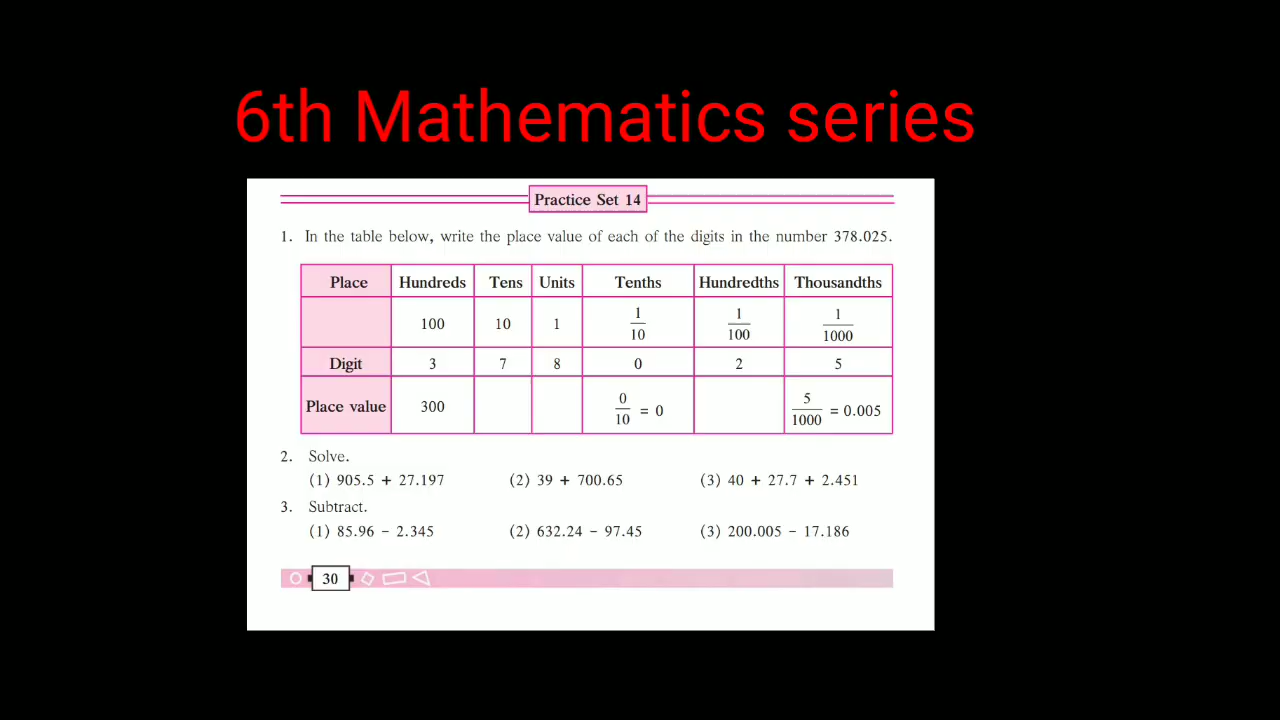 6th Mathematics series
Practice Set 14
1. In the table below, write the place value of each of the digits in the number 378.025.
Place Hundreds Tens Units Tenths Hundredths Thousandths
100 10 1 1/10 1/100 1/1000
Digit 3 7 8 0 2 5
Place value 300 0/10 = 0 5/1000 = 0.005
2. Solve.
(1) 905.5 + 27.197 (2) 39 + 700.65 (3) 40 + 27.7 + 2.451
3. Subtract.
(1) 85.96 - 2.345 (2) 632.24 - 97.45 (3) 200.005 - 17.186
30